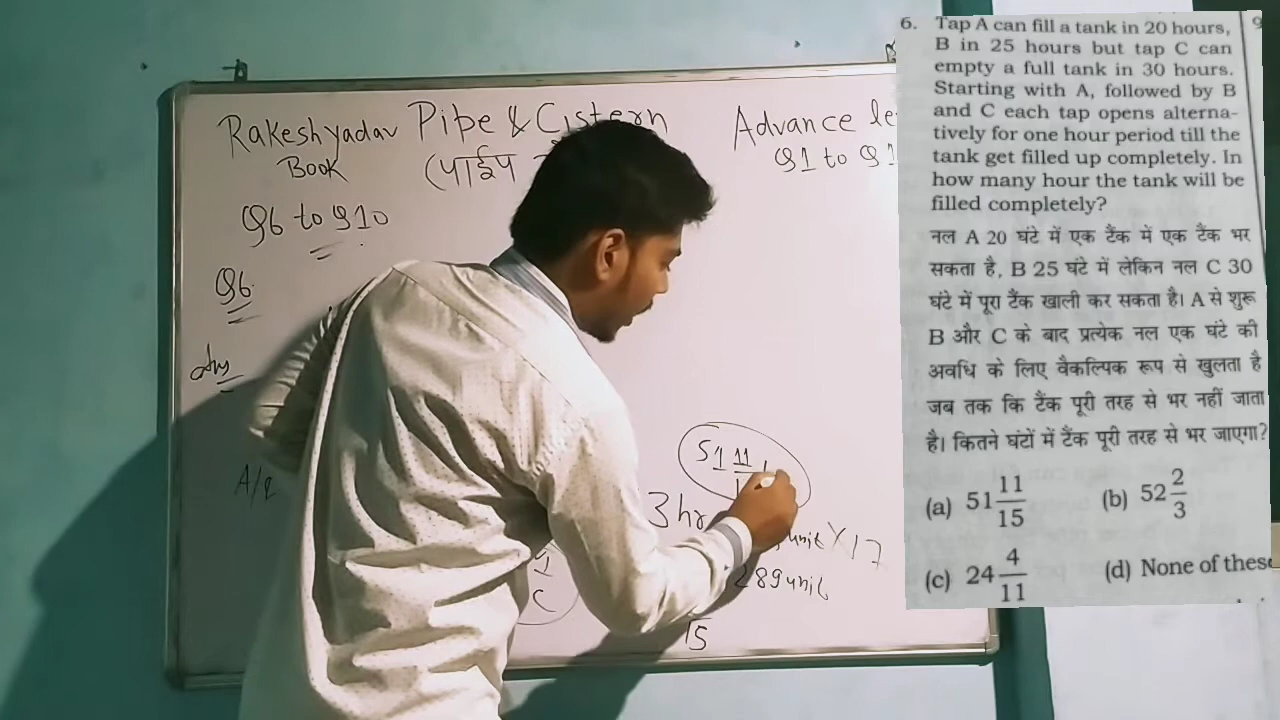 Rakesh yadav
Book
Pipe & Cistern
(पाईप
Advance le
Q1 to Q1
Q6 to Q10
Q6
Ans
A/q
51 11
3 hr
unit × 17
289 unit
1
C
15
6. Tap A can fill a tank in 20 hours,
B in 25 hours but tap C can
empty a full tank in 30 hours.
Starting with A, followed by B
and C each tap opens alterna-
tively for one hour period till the
tank get filled up completely. In
how many hour the tank will be
filled completely?
नल A 20 घंटे में एक टैंक में एक टैंक भर
सकता है, B 25 घंटे में लेकिन नल C 30
घंटे में पूरा टैंक खाली कर सकता है। A से शुरू
B और C के बाद प्रत्येक नल एक घंटे की
अवधि के लिए वैकल्पिक रूप से खुलता है
जब तक कि टैंक पूरी तरह से भर नहीं जाता
है। कितने घंटों में टैंक पूरी तरह से भर जाएगा?
(a) 51 11/15 (b) 52 2/3
(c) 24 4/11 (d) None of these